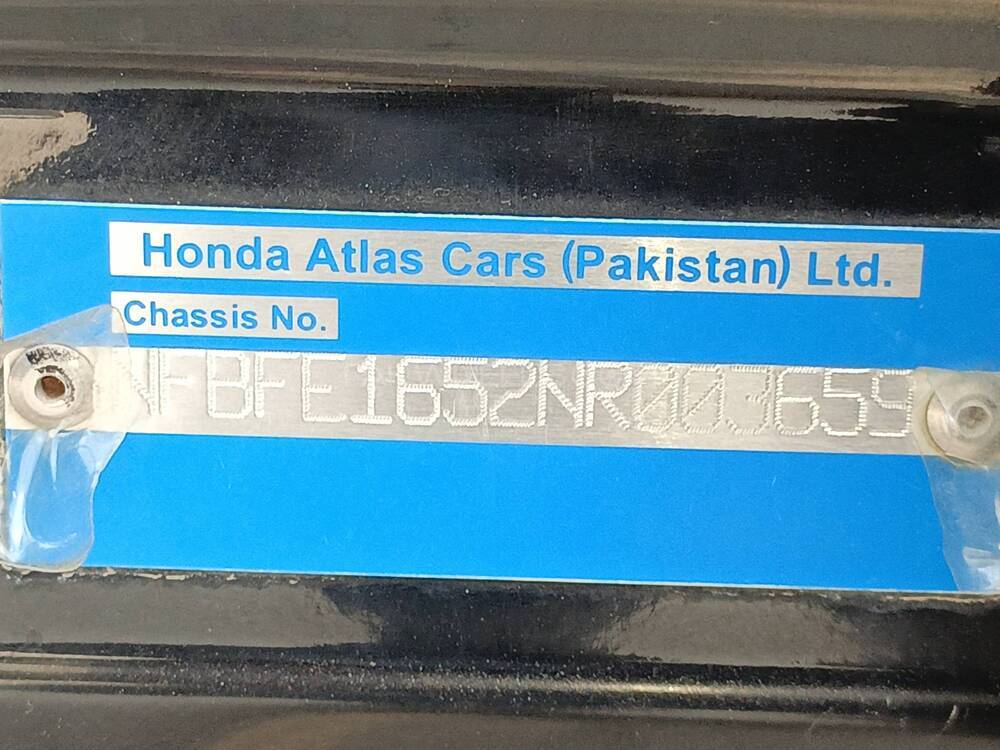 Honda Atlas Cars (Pakistan) Ltd.
Chassis No.
NFBFE1652NR003659